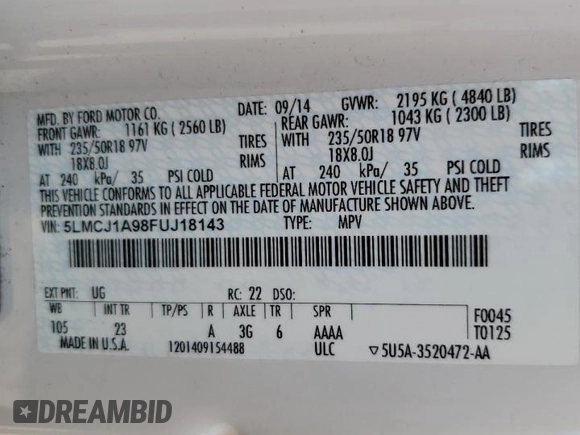 MFD. BY FORD MOTOR CO. DATE: 09/14 GVWR: 2195 KG ( 4840 LB)
FRONT GAWR: 1161 KG ( 2560 LB) REAR GAWR: 1043 KG ( 2300 LB)
WITH 235/50R18 97V TIRES WITH 235/50R18 97V TIRES
18X8.0J RIMS 18X8.0J RIMS
AT 240 kPa/ 35 PSI COLD AT 240 kPa/ 35 PSI COLD
THIS VEHICLE CONFORMS TO ALL APPLICABLE FEDERAL MOTOR VEHICLE SAFETY AND THEFT
PREVENTION STANDARDS IN EFFECT ON THE DATE OF MANUFACTURE SHOWN ABOVE.
VIN: 5LMCJ1A98FUJ18143 TYPE: MPV
EXT PNT: UG RC: 22 DSO:
WB INT TR TP/PS R AXLE TR SPR F0045
105 23 A 3G 6 AAAA T0125
MADE IN U.S.A. 1201409154488 ULC ▽5U5A-3520472-AA
DREAMBID